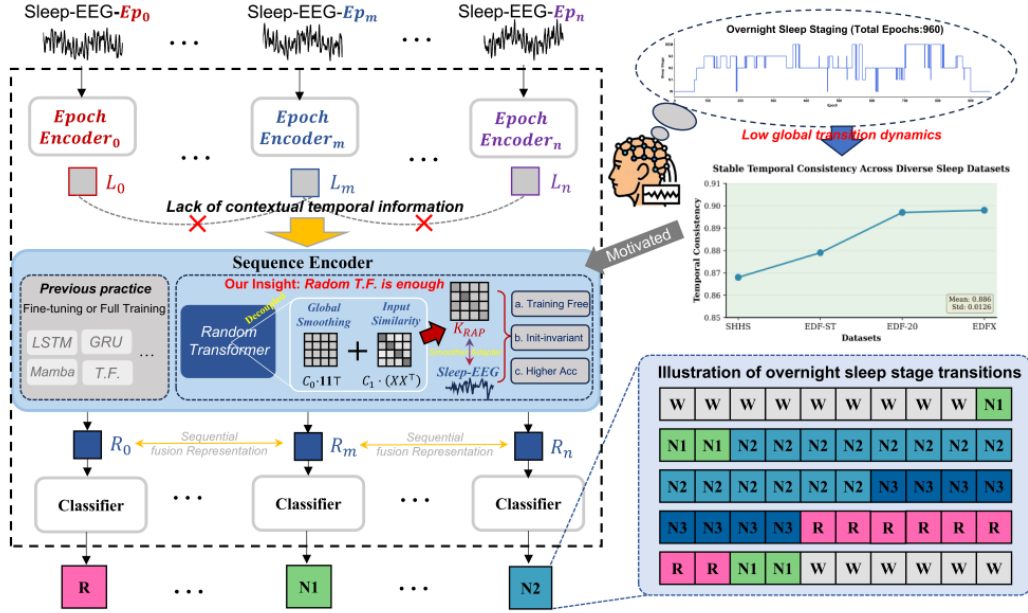 Sleep-EEG-Ep0
Sleep-EEG-Epm
Sleep-EEG-Epn
Epoch
Encoder0
Epoch
Encoderm
Epoch
Encodern
L0
Lm
Ln
Lack of contextual temporal information
Sequence Encoder
Previous practice
Fine-tuning or Full Training
LSTM
GRU
Mamba
T.F.
Our Insight: Radom T.F. is enough
Random
Transformer
Decouple
Global
Smoothing
Input
Similarity
C0·11⊤
C1·(XX⊤)
KRAP
Sleep-EEG
a. Training Free
b. Init-invariant
c. Higher Acc
R0
Sequential
fusion Representation
Rm
Sequential
fusion Representation
Rn
Classifier
Classifier
Classifier
R
N1
N2
Overnight Sleep Staging (Total Epochs:960)
Sleep Stage
Epoch
Low global transition dynamics
Motivated
Stable Temporal Consistency Across Diverse Sleep Datasets
Temporal Consistency
0.91
0.90
0.89
0.88
0.87
0.86
0.85
Mean: 0.886
Std: 0.0126
SHHS EDF-ST EDF-20 EDFX
Datasets
Illustration of overnight sleep stage transitions
W W W W W W W W W N1
N1 N1 N2 N2 N2 N2 N2 N2 N2 N2
N2 N2 N2 N2 N2 N2 N3 N3 N3 N3
N3 N3 N3 N3 R R R R R R
R R N1 N1 W W W W W W